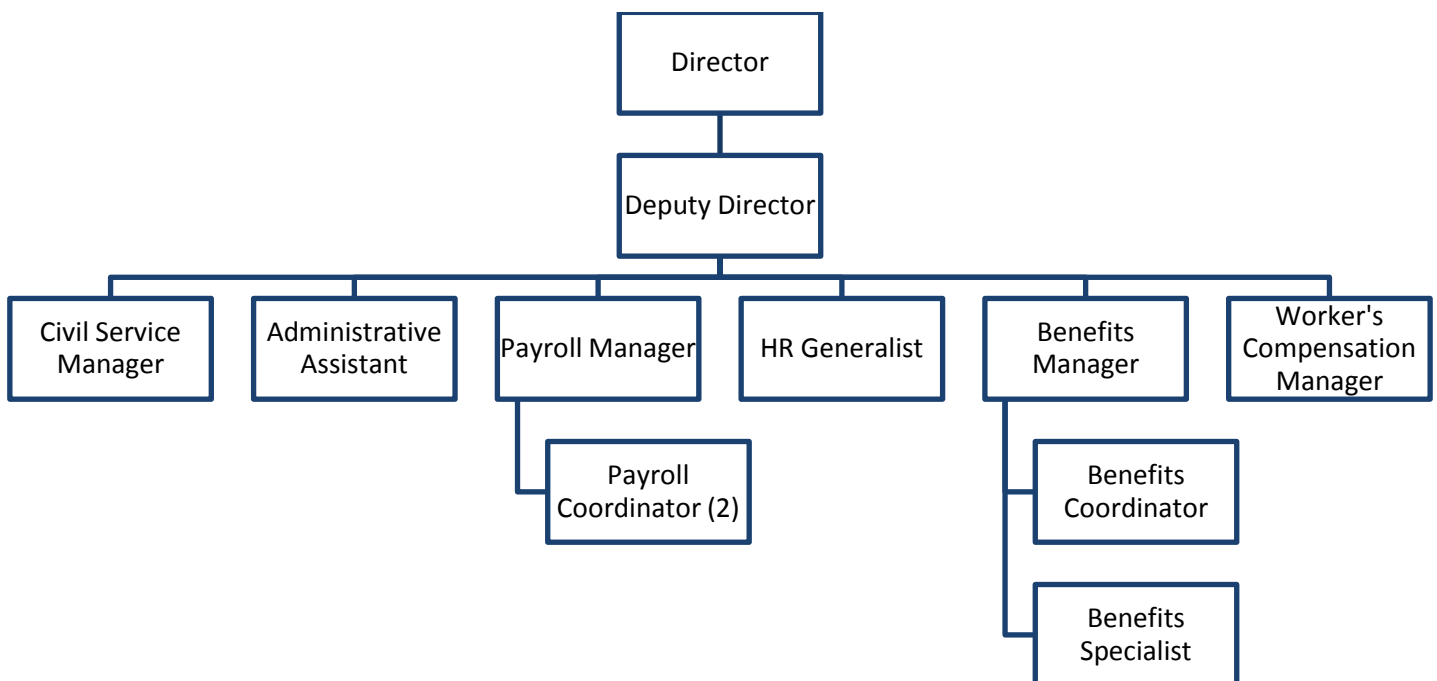 Director
Deputy Director
Civil Service
Manager
Administrative
Assistant
Payroll Manager
HR Generalist
Benefits
Manager
Worker's
Compensation
Manager
Payroll
Coordinator (2)
Benefits
Coordinator
Benefits
Specialist